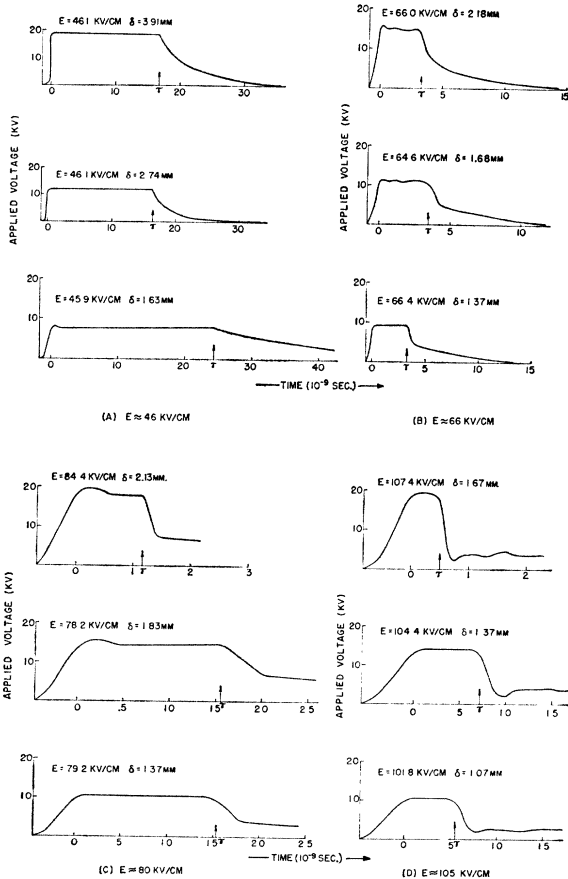 E=46.1 KV/CM δ=3.91MM
20
10
0 10 τ 20 30
E=46.1 KV/CM δ=2.74MM
20
10
0 10 τ 20 30
E=45.9 KV/CM δ=1.63MM
20
10
0 10 20 τ 30 40
APPLIED VOLTAGE (KV)
(A) E≈46 KV/CM
E=66.0 KV/CM δ=2.18MM
20
10
0 τ 5 10 15
E=64.6 KV/CM δ=1.68MM
20
10
0 τ 5 10
E=66.4 KV/CM δ=1.37MM
20
10
0 τ 5 10 15
APPLIED VOLTAGE (KV)
TIME (10⁻⁹ SEC.)
(B) E≈66 KV/CM
E=84.4 KV/CM δ=2.13MM.
20
10
0 1 τ 2 3
E=78.2 KV/CM δ=1.83MM
20
10
0 .5 1.0 1.5 τ 2.0 2.5
E=79.2 KV/CM δ=1.37MM
20
10
0 .5 1.0 1.5 τ 2.0 2.5
APPLIED VOLTAGE (KV)
(C) E≈80 KV/CM
E=107.4 KV/CM δ=1.67MM.
20
10
0 τ 1 2
E=104.4 KV/CM δ=1.37MM
20
10
0 .5 τ 1.0 1.5
E=101.8 KV/CM δ=1.07MM
20
10
0 .5 τ 1.0 1.5
APPLIED VOLTAGE (KV)
TIME (10⁻⁹ SEC.)
(D) E≈105 KV/CM